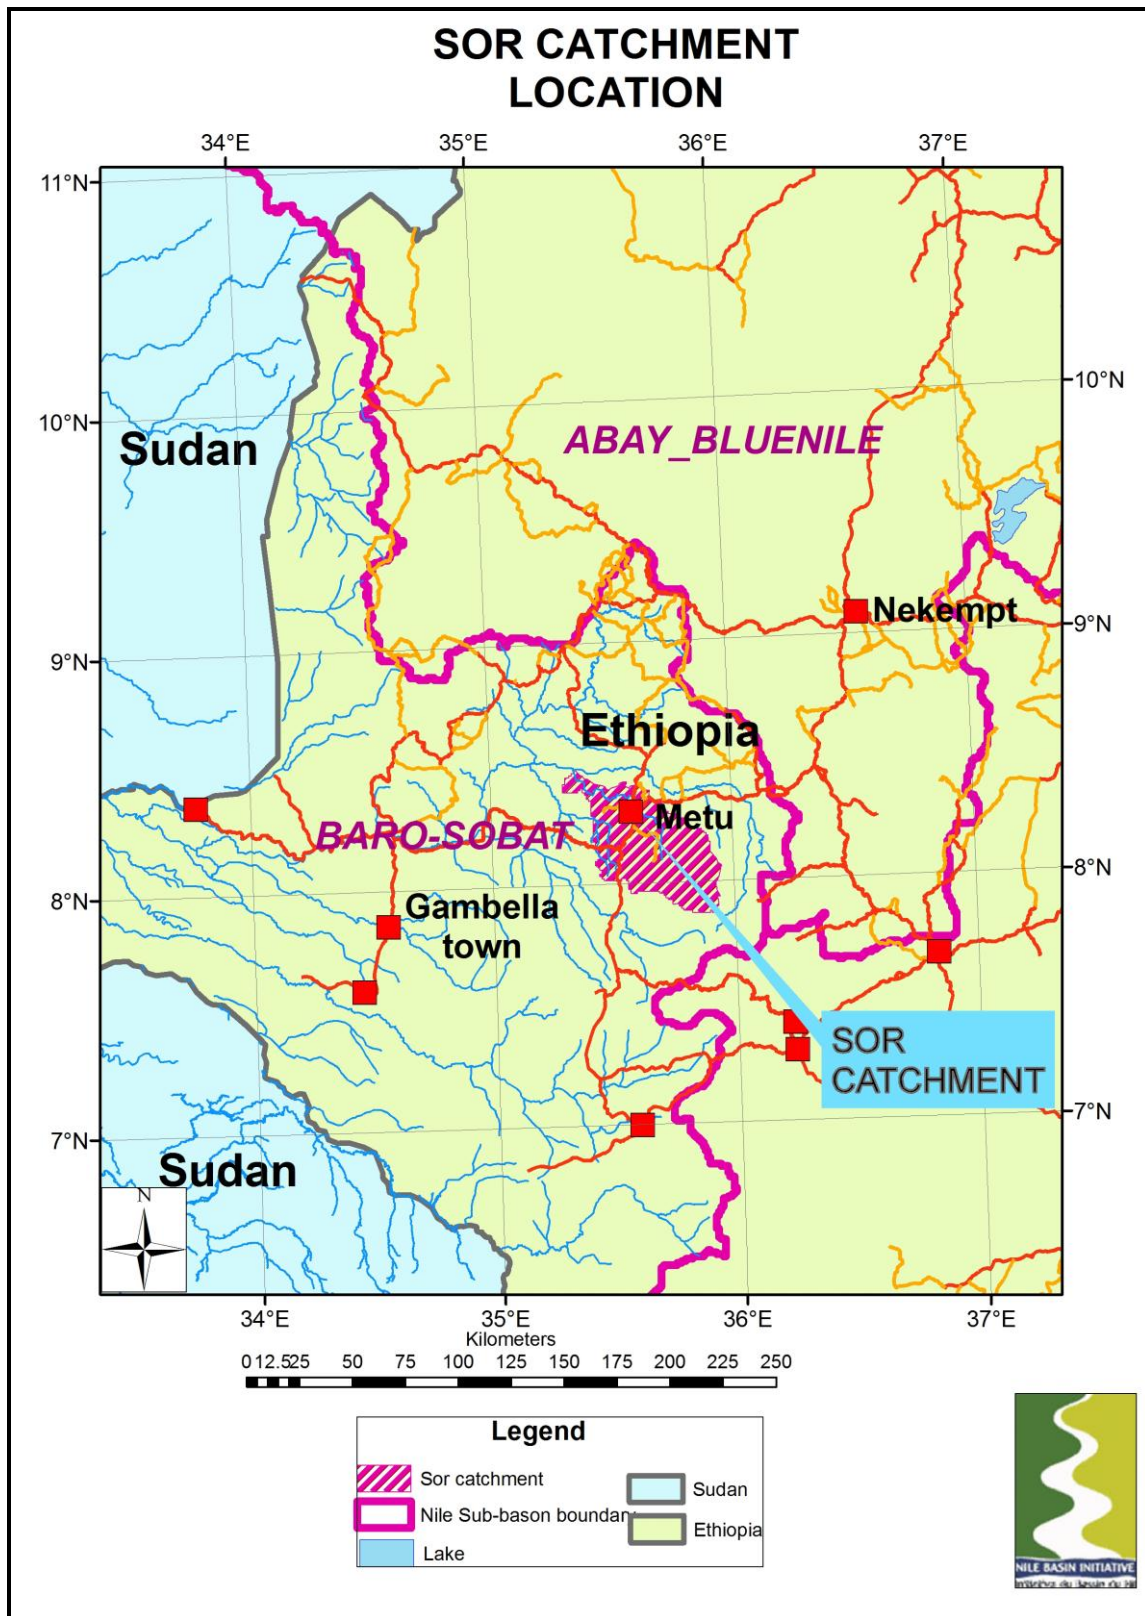 SOR CATCHMENT
LOCATION
34°E
35°E
36°E
37°E
11°N
10°N
10°N
Sudan
ABAY_BLUENILE
Nekempt
9°N
9°N
Ethiopia
Metu
BARO-SOBAT
8°N
8°N
Gambella
town
SOR
CATCHMENT
7°N
7°N
Sudan
N
34°E
35°E
36°E
37°E
Kilometers
0 12.5 25 50 75 100 125 150 175 200 225 250
Legend
Sor catchment
Nile Sub-bason boundary
Lake
Sudan
Ethiopia
NILE BASIN INITIATIVE